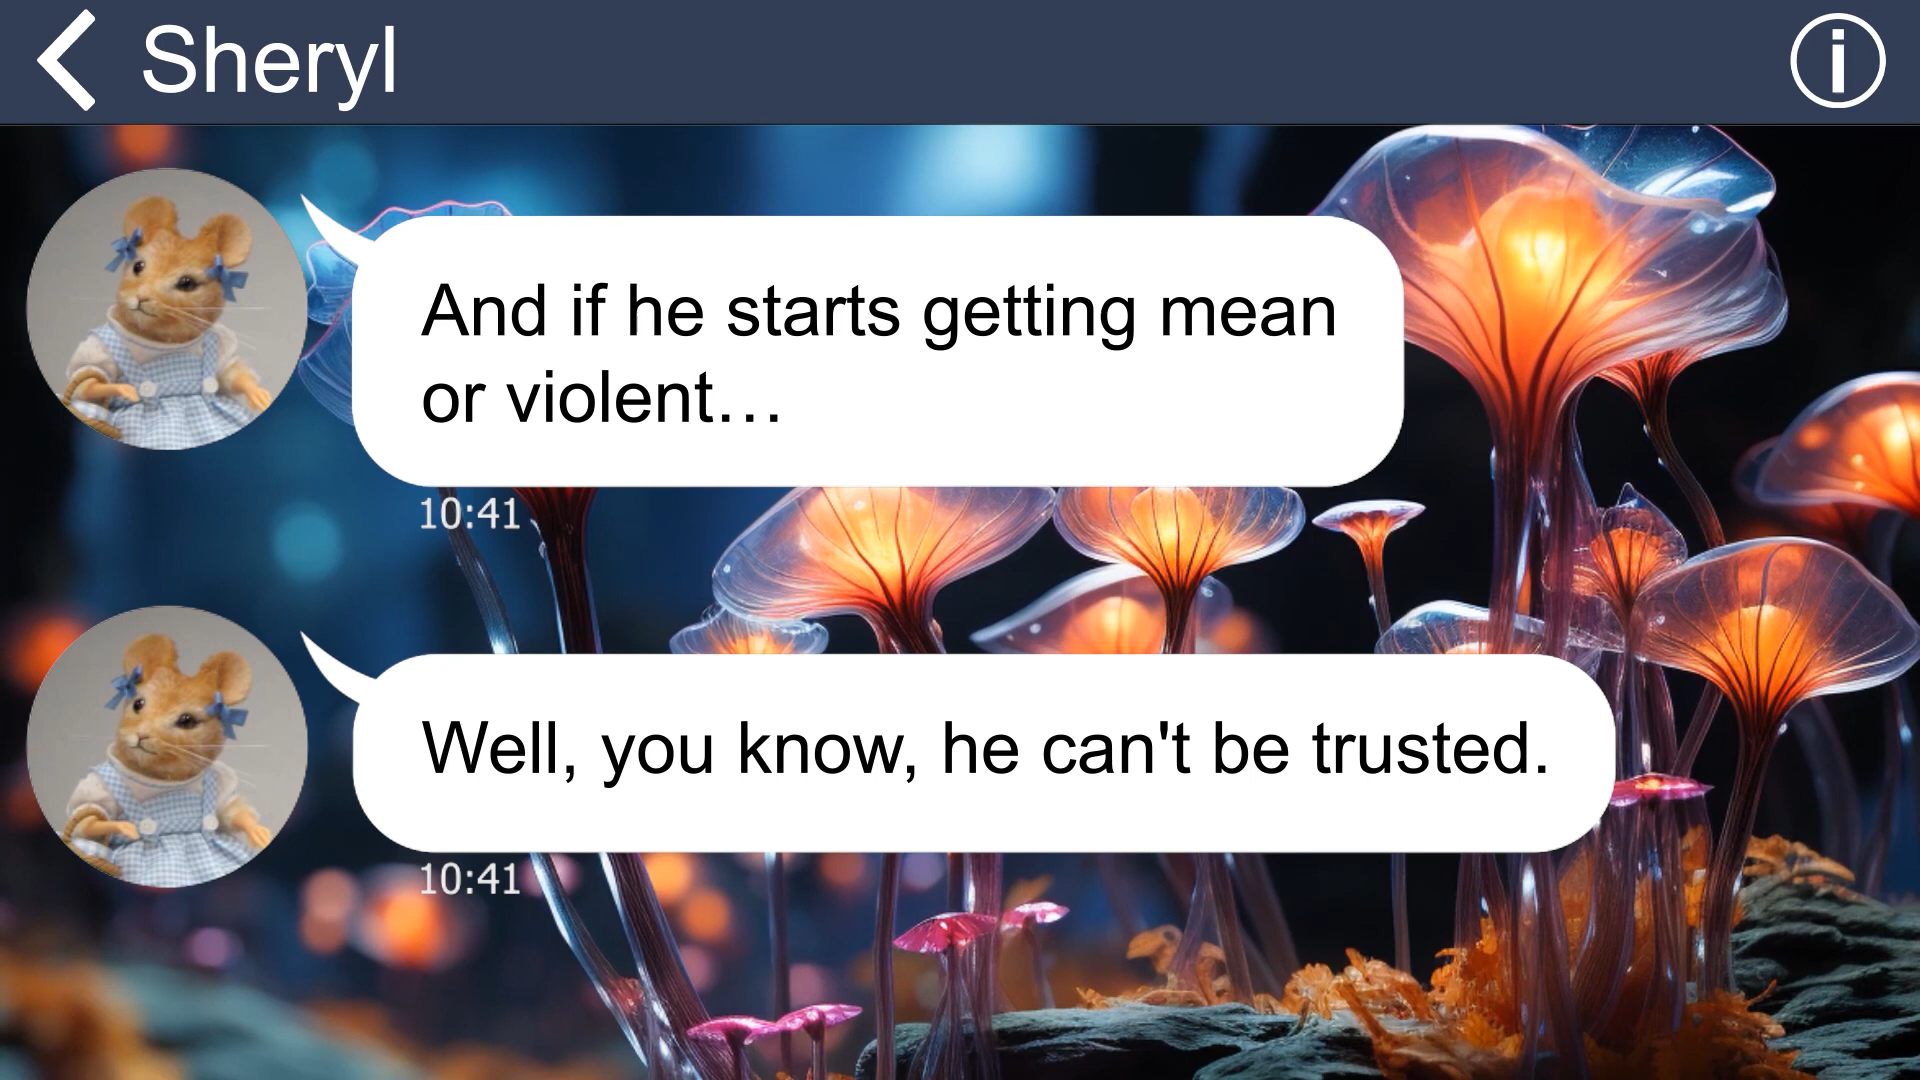 Sheryl
And if he starts getting mean
or violent…
10:41
Well, you know, he can't be trusted.
10:41